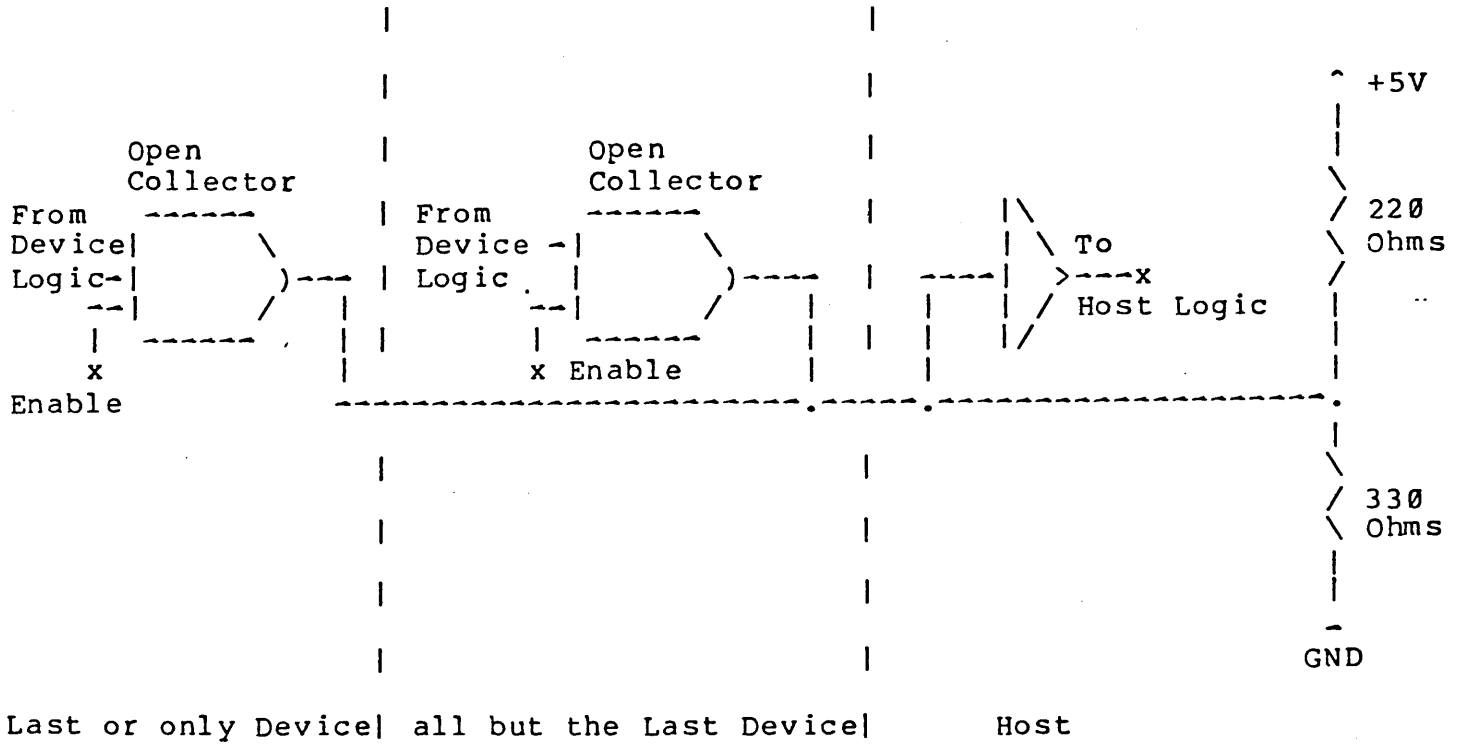 +5V
Open Open
Collector Collector
From From 220
Device Device To Ohms
Logic Logic x
Host Logic
x x Enable
Enable
330
Ohms
GND
Last or only Device| all but the Last Device| Host